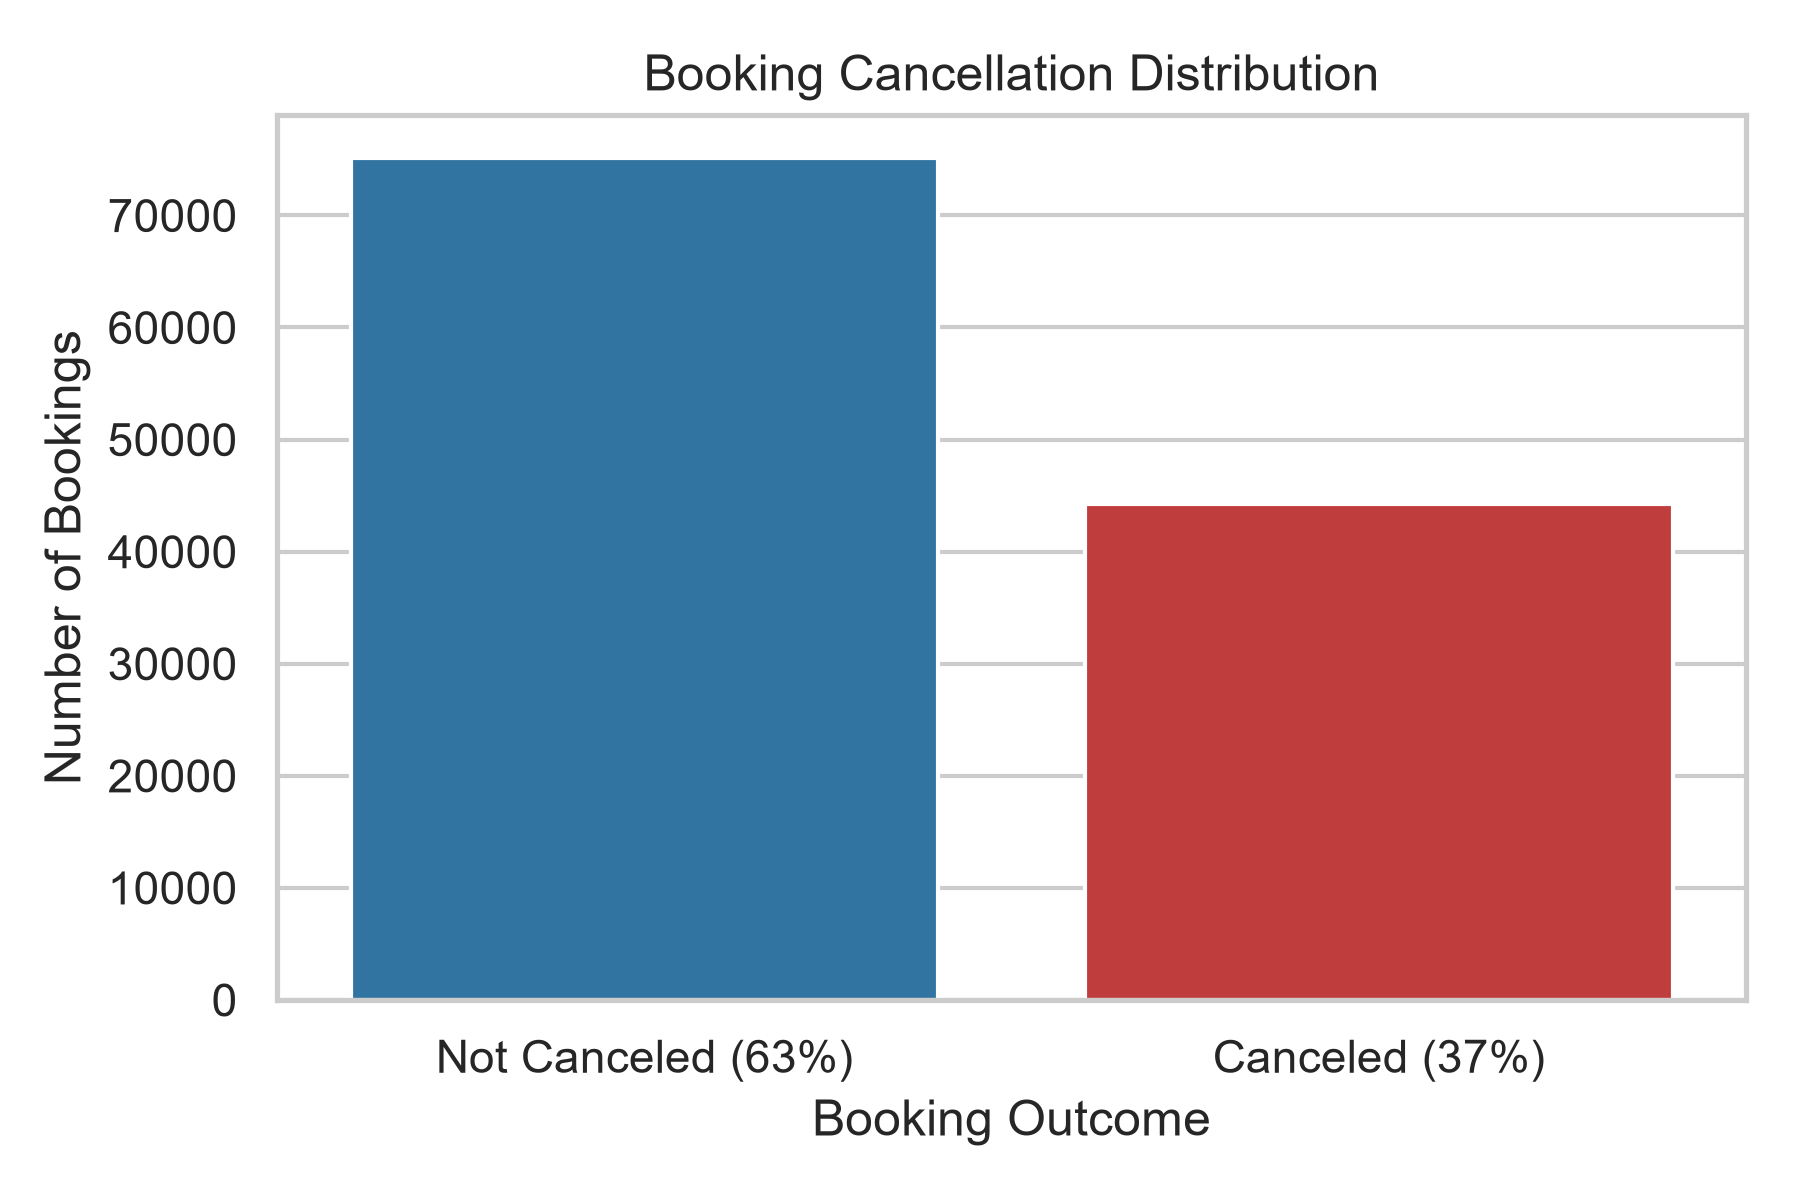 Booking Cancellation Distribution
Number of Bookings
70000
60000
50000
40000
30000
20000
10000
0
Not Canceled (63%)
Canceled (37%)
Booking Outcome